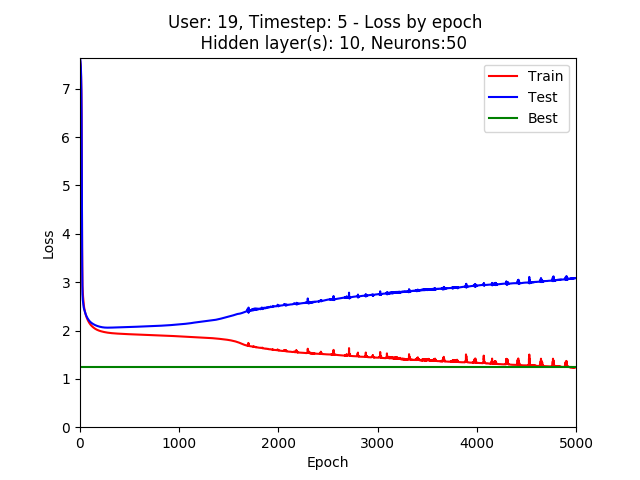 User: 19, Timestep: 5 - Loss by epoch
Hidden layer(s): 10, Neurons:50
Train
Test
Best
7
6
5
4
3
2
1
0
Loss
0 1000 2000 3000 4000 5000
Epoch